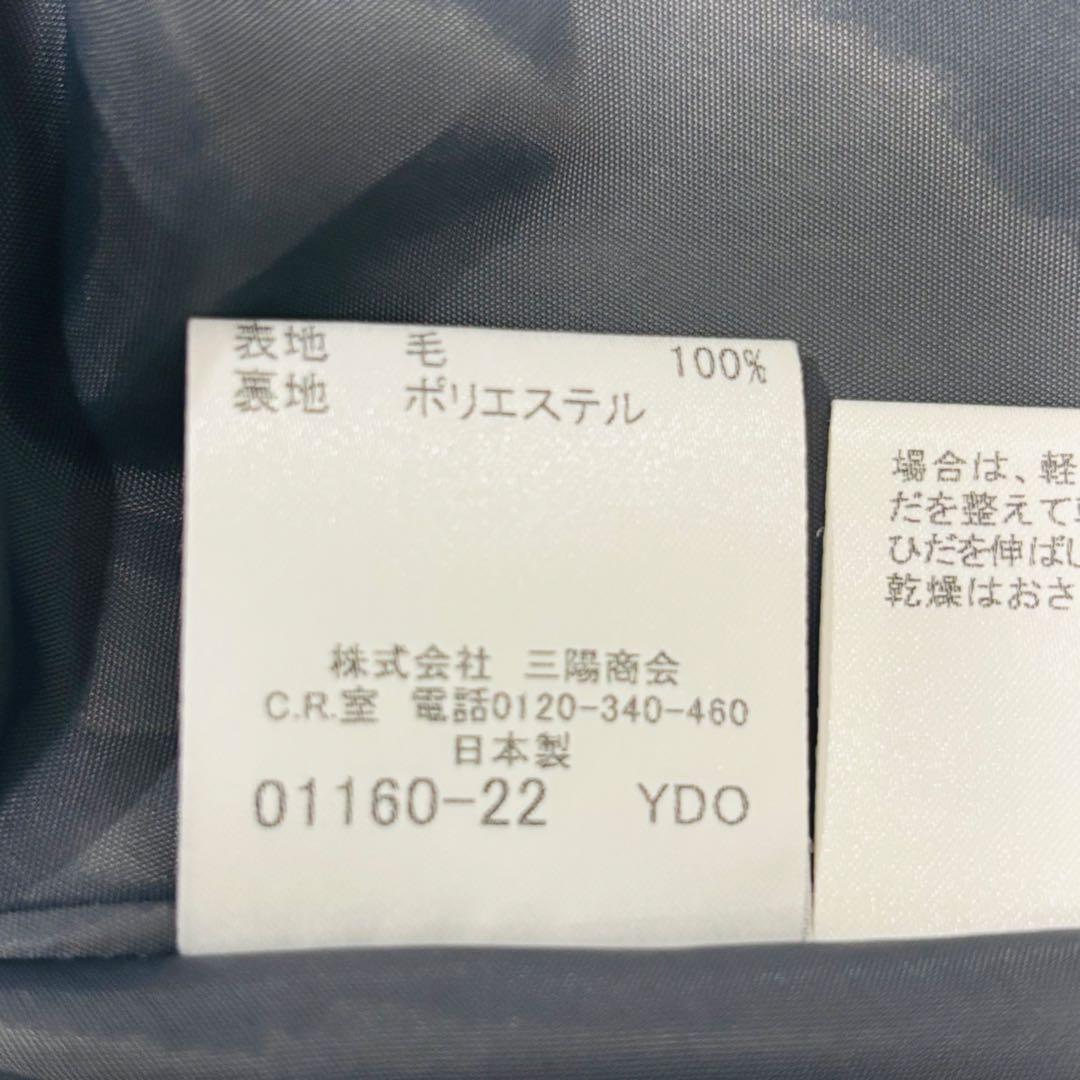 表地 毛 100%
裏地 ポリエステル
株式会社 三陽商会
C.R.室 電話0120-340-460
日本製
01160-22 YDO
場合は、軽
だを整えて
ひだを伸ばし
乾燥はおさ